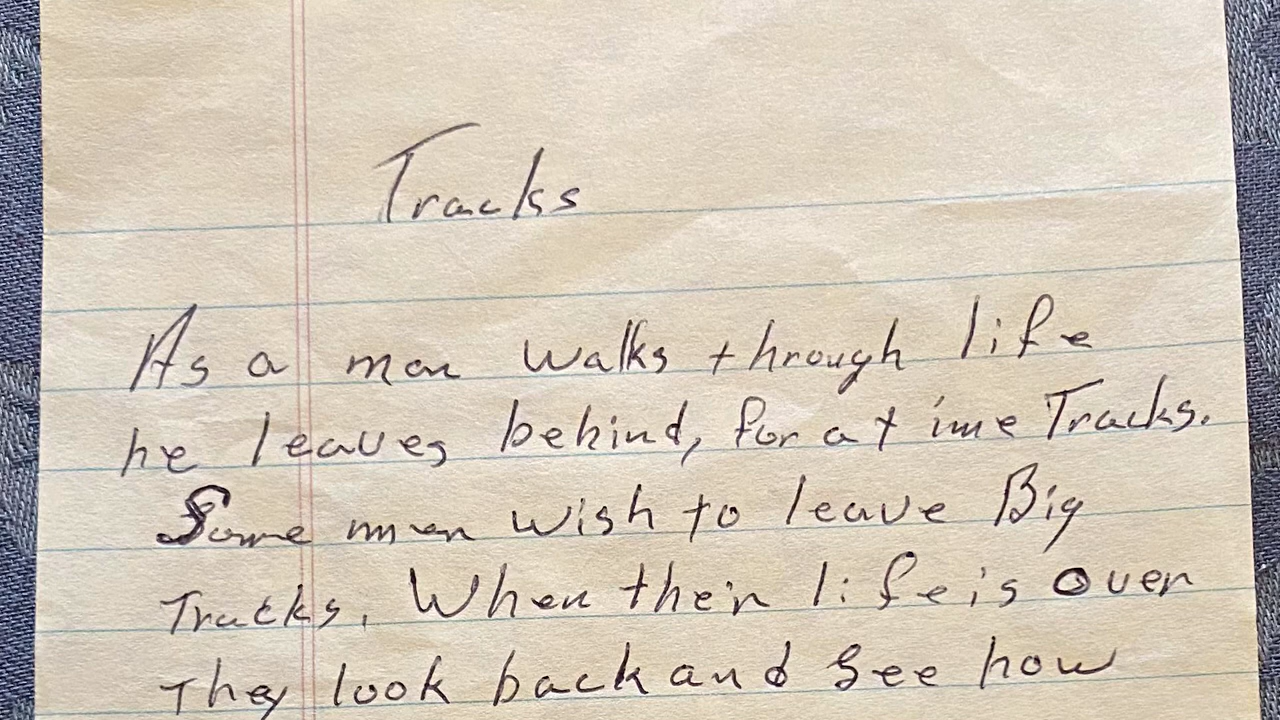 Tracks
As a man walks through life
he leaves behind, for a time Tracks.
Some men wish to leave Big
Tracks. When their life is over
They look back and see how